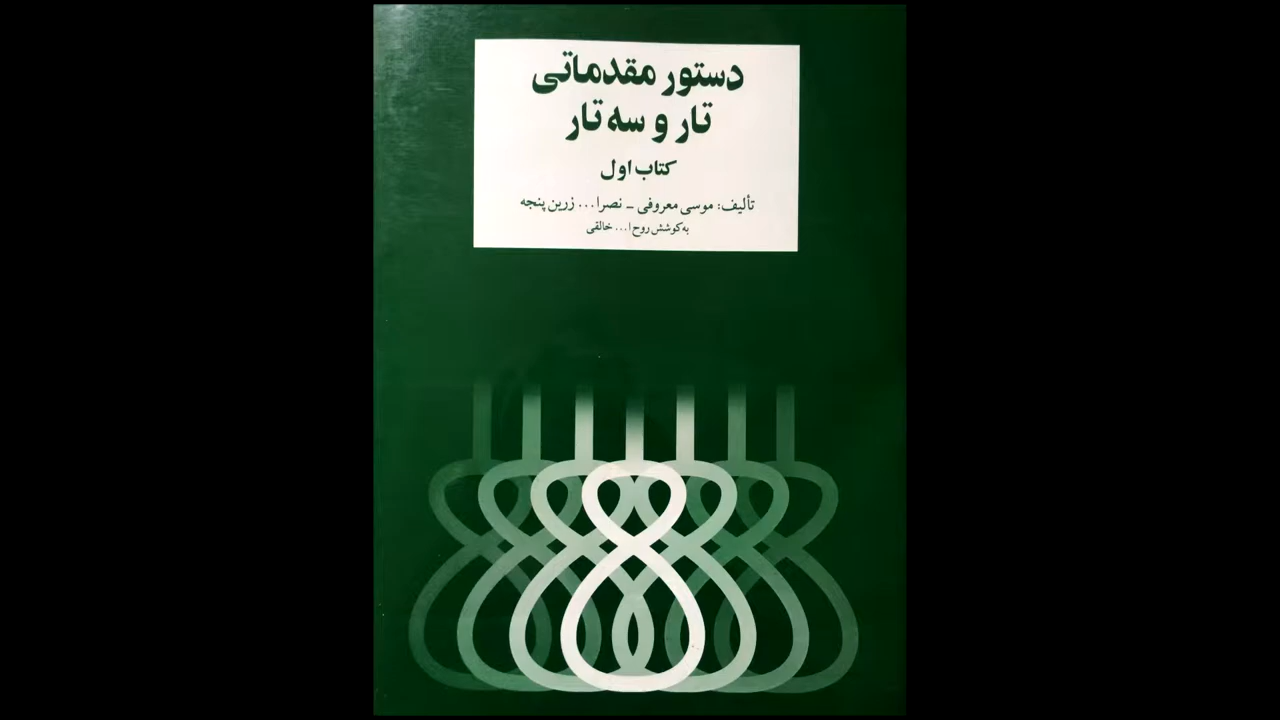 دستور مقدماتی
تار و سه تار
کتاب اول
تألیف: موسی معروفی ـ نصرا... زرین پنجه
به کوشش روح ا... خالقی